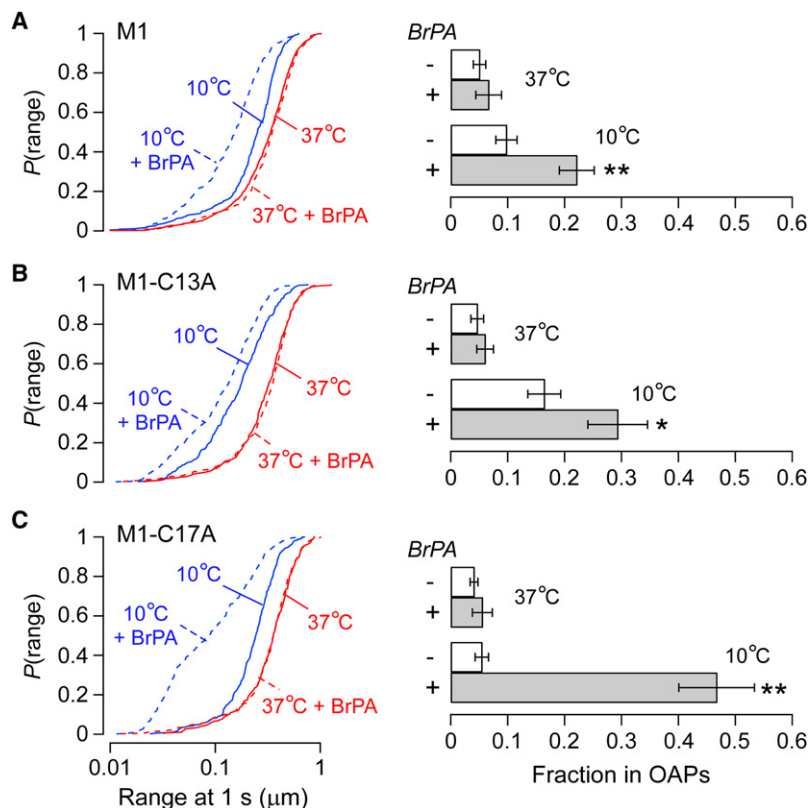 A
M1
P(range)
1
0.8
0.6
0.4
0.2
0
10°C
10°C
+ BrPA
37°C
37°C + BrPA
BrPA
-
+
37°C
-
+
10°C
**
0 0.1 0.2 0.3 0.4 0.5 0.6
B
M1-C13A
P(range)
1
0.8
0.6
0.4
0.2
0
10°C
10°C
+ BrPA
37°C
37°C + BrPA
BrPA
-
+
37°C
-
+
10°C
*
0 0.1 0.2 0.3 0.4 0.5 0.6
C
M1-C17A
P(range)
1
0.8
0.6
0.4
0.2
0
10°C
10°C
+ BrPA
37°C
37°C + BrPA
0.01 0.1 1
Range at 1 s (μm)
BrPA
-
+
37°C
-
+
10°C
**
0 0.1 0.2 0.3 0.4 0.5 0.6
Fraction in OAPs